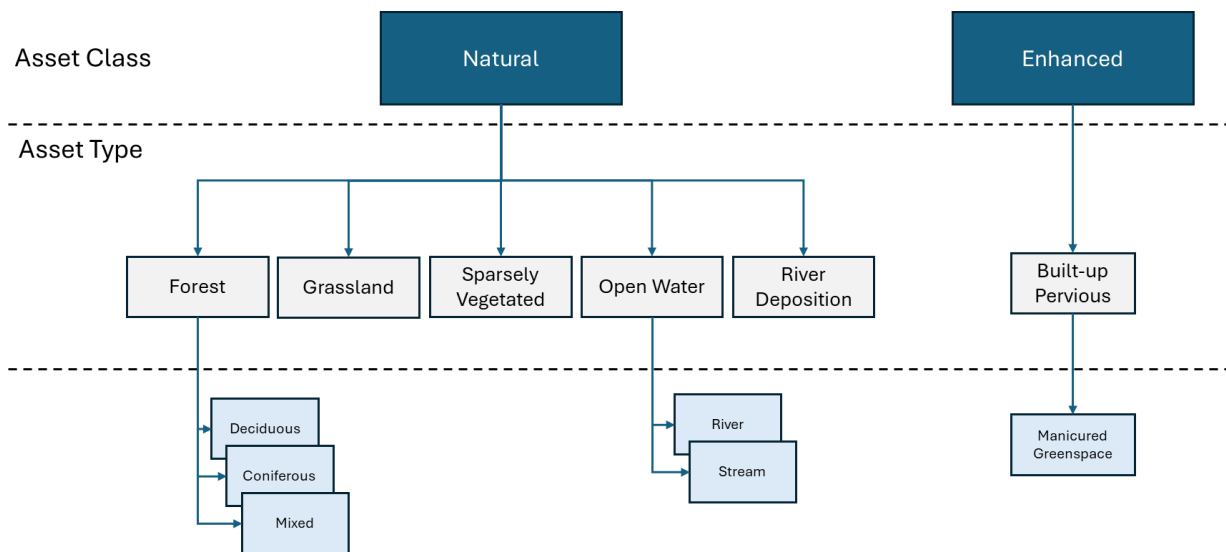 Asset Class
Natural
Enhanced
Asset Type
Forest
Grassland
Sparsely
Vegetated
Open Water
River
Deposition
Built-up
Pervious
Deciduous
Coniferous
Mixed
River
Stream
Manicured
Greenspace